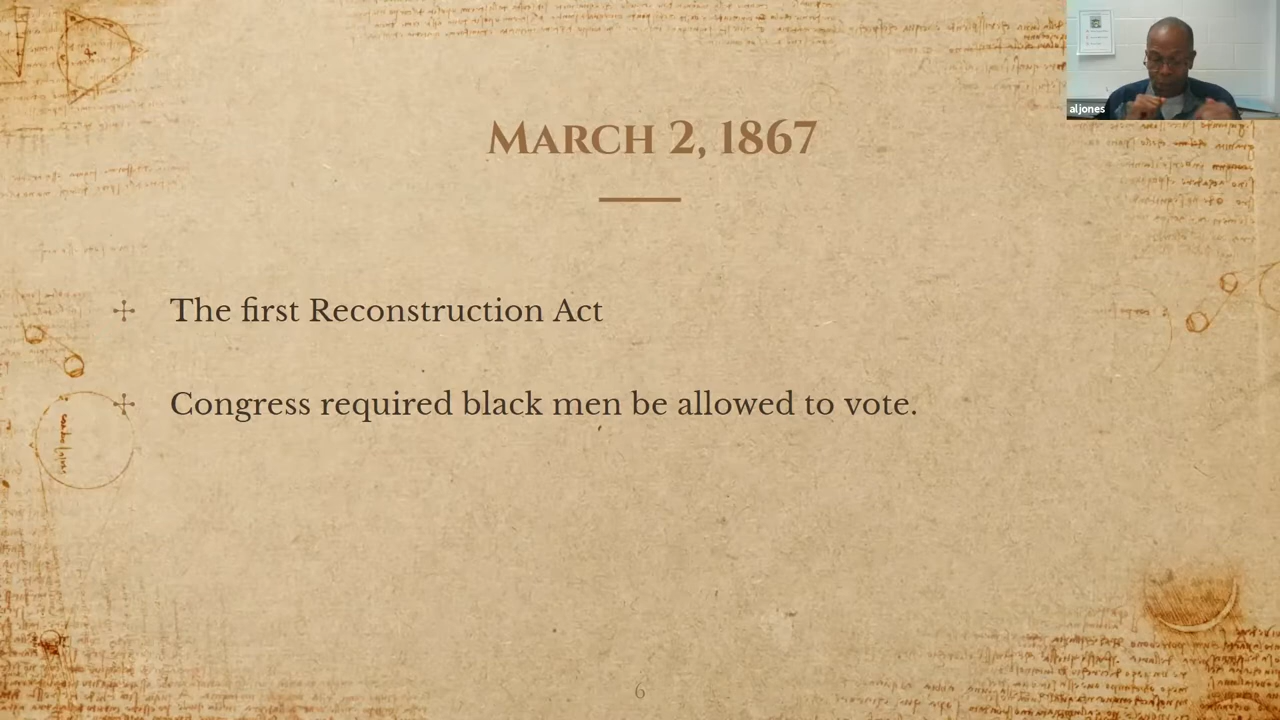 aljones
March 2, 1867
The first Reconstruction Act
Congress required black men be allowed to vote.
6